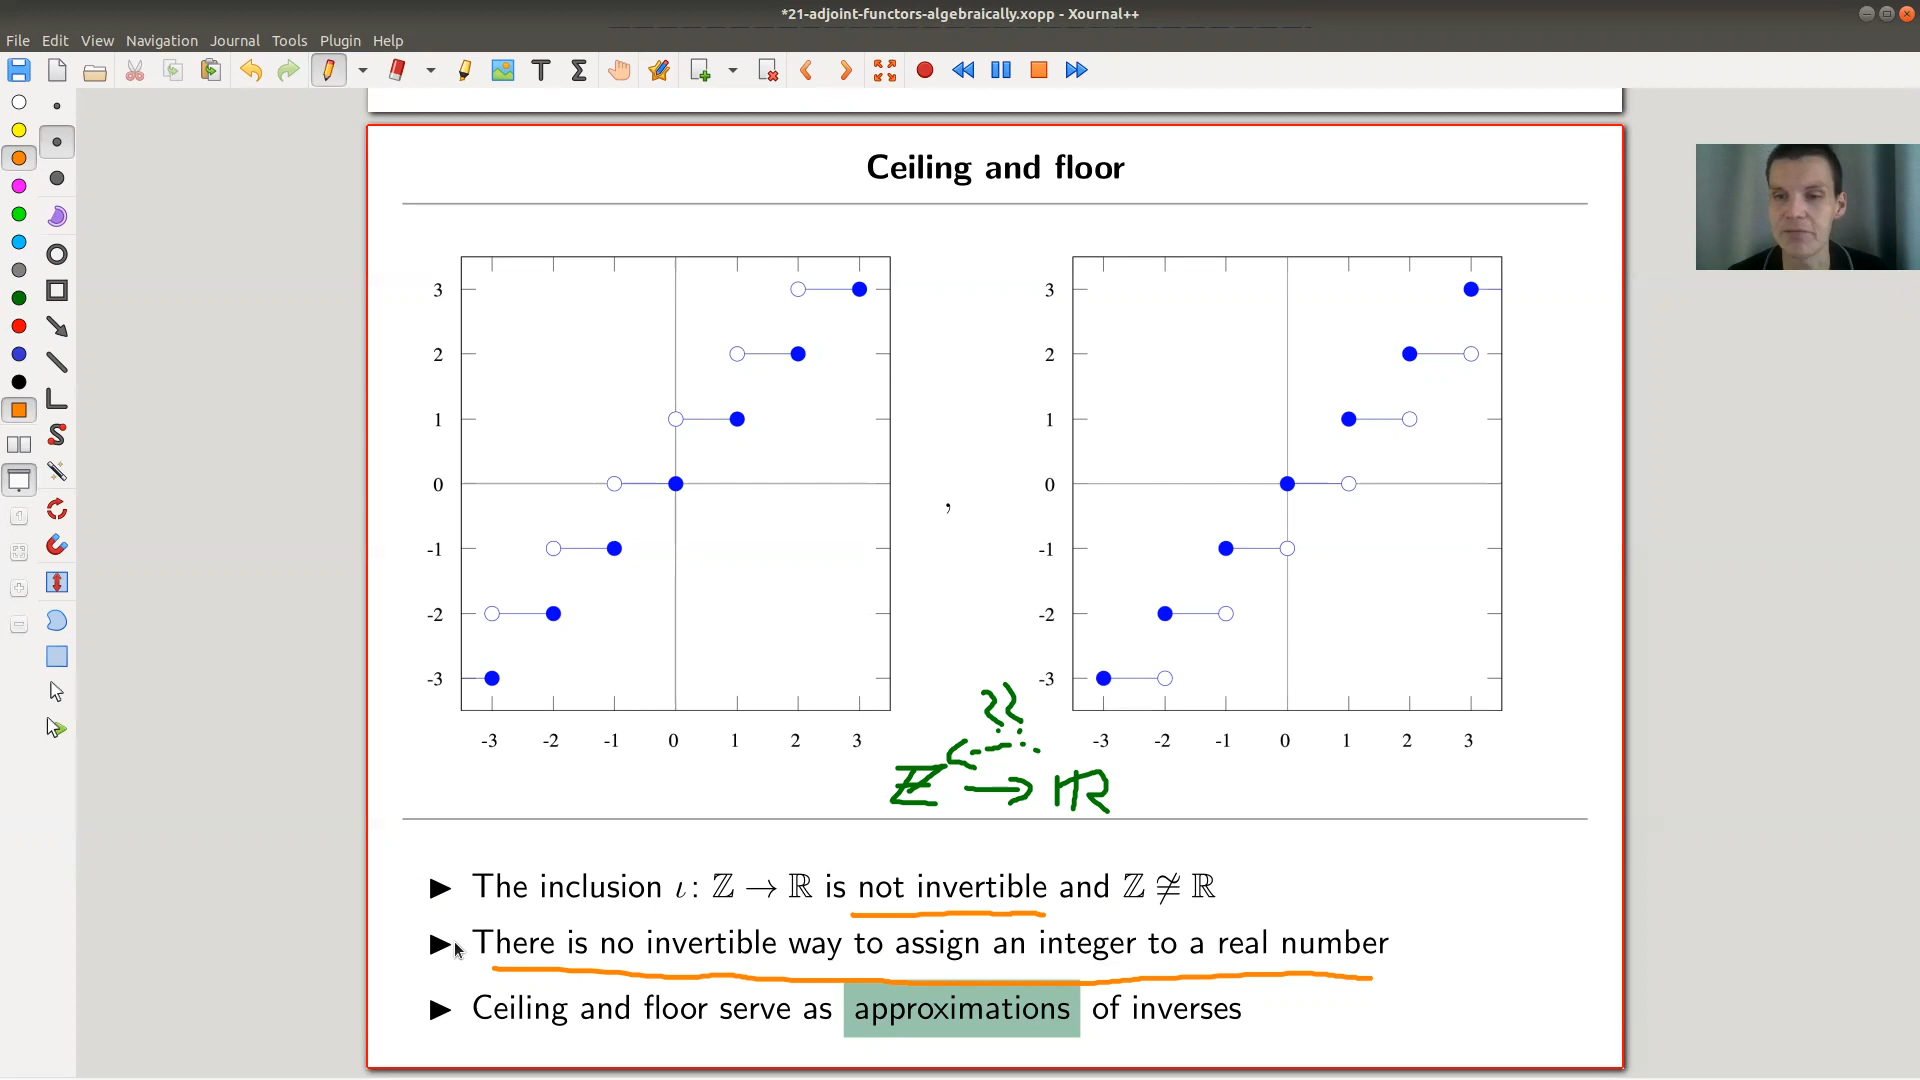 *21-adjoint-functors-algebraically.xopp - Xournal++
File Edit View Navigation Journal Tools Plugin Help
Ceiling and floor
3
2
1
0
-1
-2
-3
-3 -2 -1 0 1 2 3
,
3
2
1
0
-1
-2
-3
-3 -2 -1 0 1 2 3
??
ℤ → ℝ
▶ The inclusion ι: ℤ → ℝ is not invertible and ℤ ≇ ℝ
▶ There is no invertible way to assign an integer to a real number
▶ Ceiling and floor serve as approximations of inverses